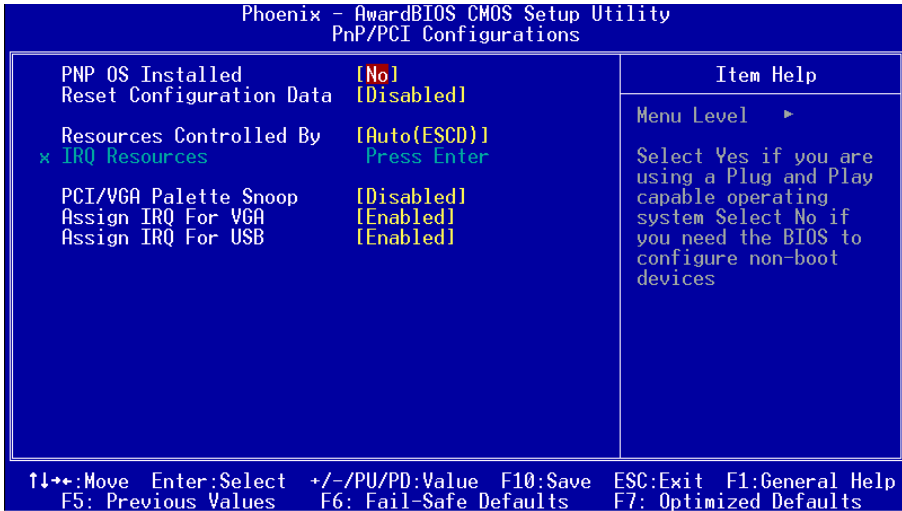 Phoenix - AwardBIOS CMOS Setup Utility
PnP/PCI Configurations
PNP OS Installed [No]
Reset Configuration Data [Disabled]
Resources Controlled By [Auto(ESCD)]
x IRQ Resources Press Enter
PCI/VGA Palette Snoop [Disabled]
Assign IRQ For VGA [Enabled]
Assign IRQ For USB [Enabled]
Item Help
Menu Level ►
Select Yes if you are
using a Plug and Play
capable operating
system Select No if
you need the BIOS to
configure non-boot
devices
↑↓→←:Move Enter:Select +/-/PU/PD:Value F10:Save ESC:Exit F1:General Help
F5: Previous Values F6: Fail-Safe Defaults F7: Optimized Defaults